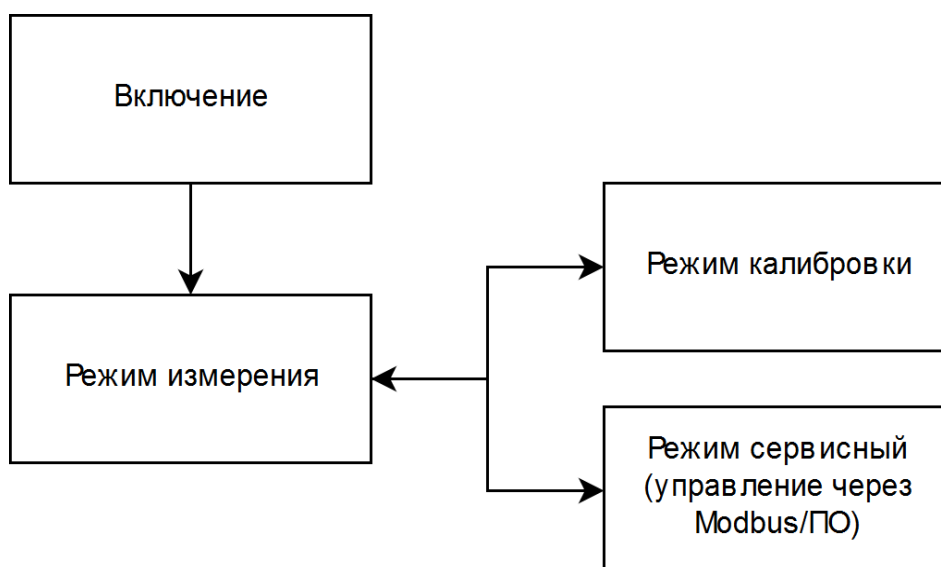 Включение
Режим калибровки
Режим измерения
Режим сервисный
(управление через
Modbus/ПО)